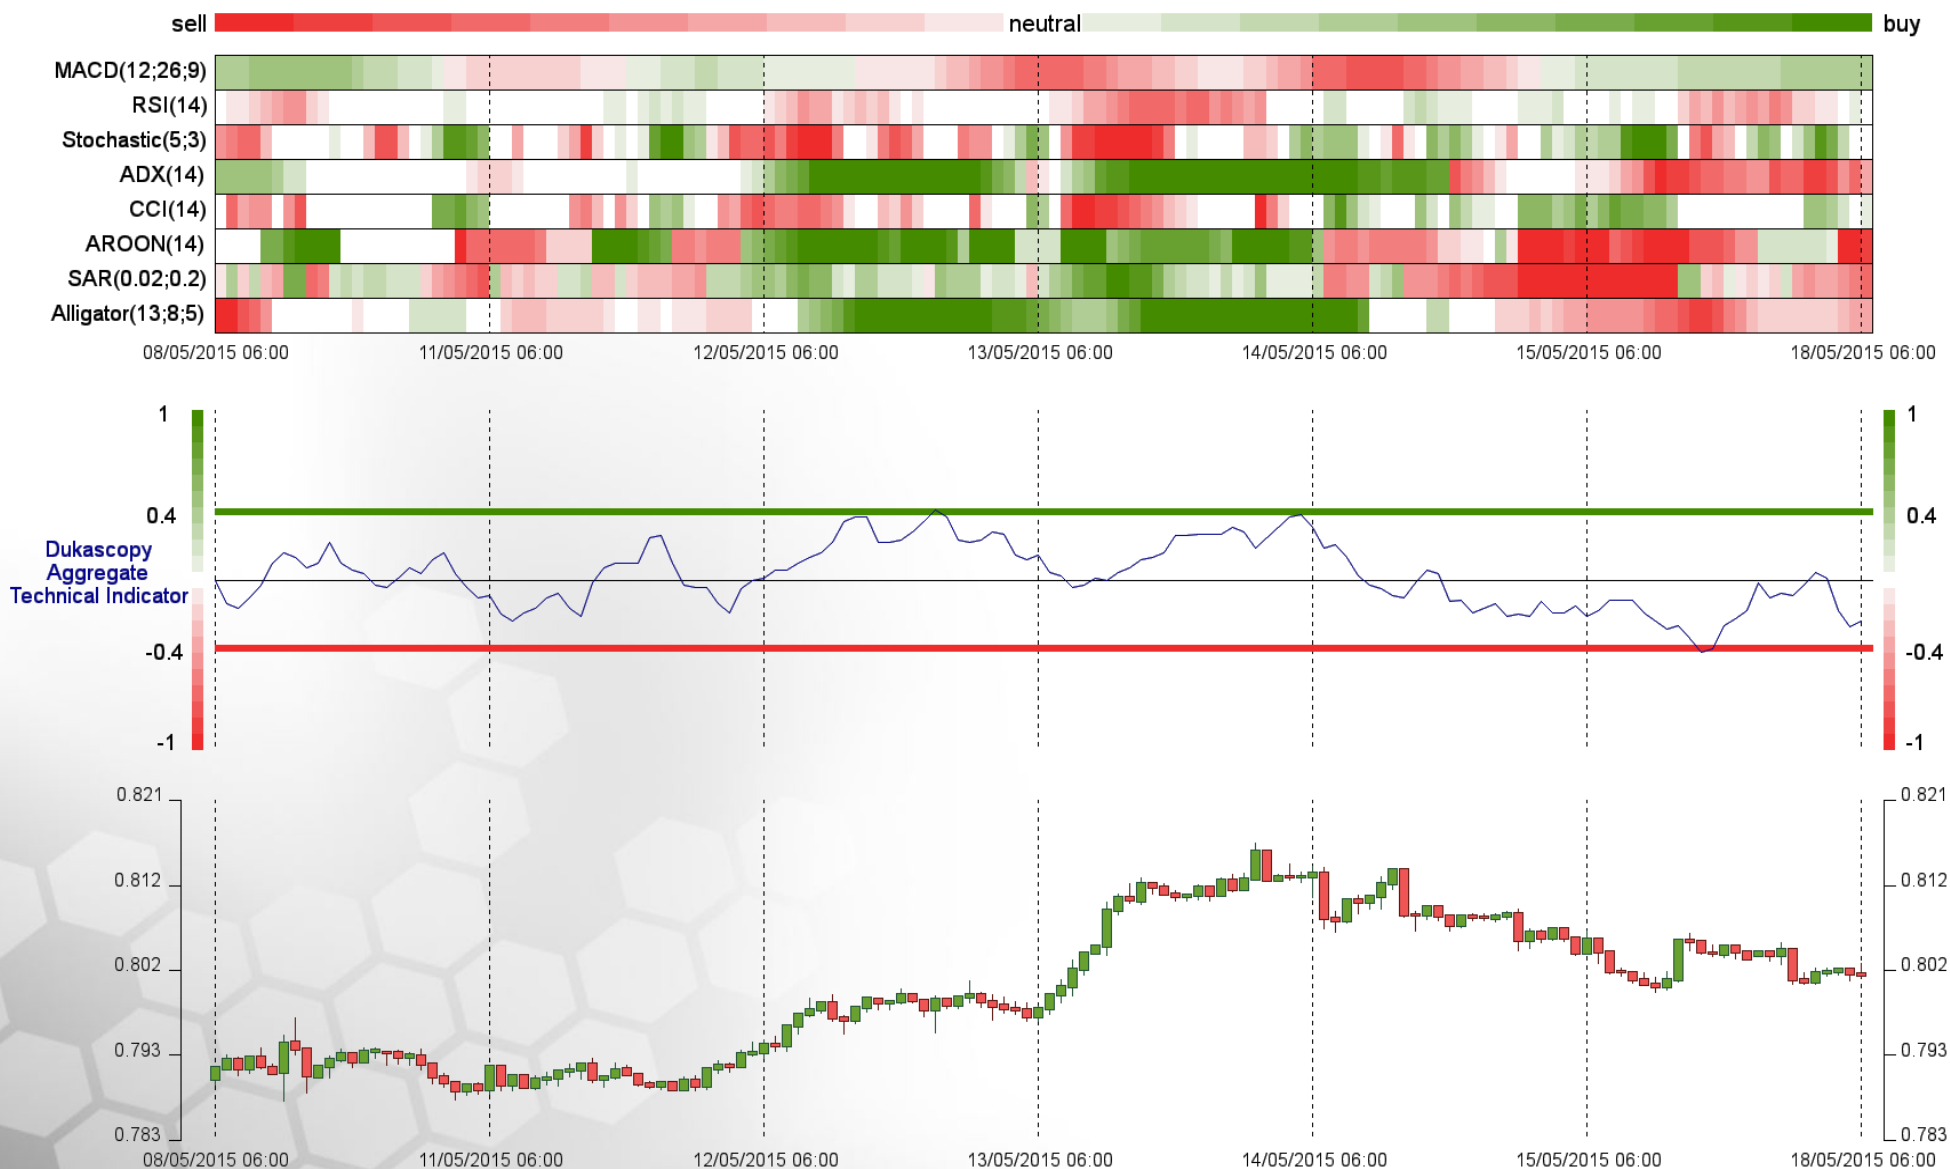 sell neutral buy
MACD(12;26;9)
RSI(14)
Stochastic(5;3)
ADX(14)
CCI(14)
AROON(14)
SAR(0.02;0.2)
Alligator(13;8;5)
08/05/2015 06:00 11/05/2015 06:00 12/05/2015 06:00 13/05/2015 06:00 14/05/2015 06:00 15/05/2015 06:00 18/05/2015 06:00
1 1
0.4 0.4
Dukascopy
Aggregate
Technical Indicator
-0.4 -0.4
-1 -1
0.821 0.821
0.812 0.812
0.802 0.802
0.793 0.793
0.783 0.783
08/05/2015 06:00 11/05/2015 06:00 12/05/2015 06:00 13/05/2015 06:00 14/05/2015 06:00 15/05/2015 06:00 18/05/2015 06:00